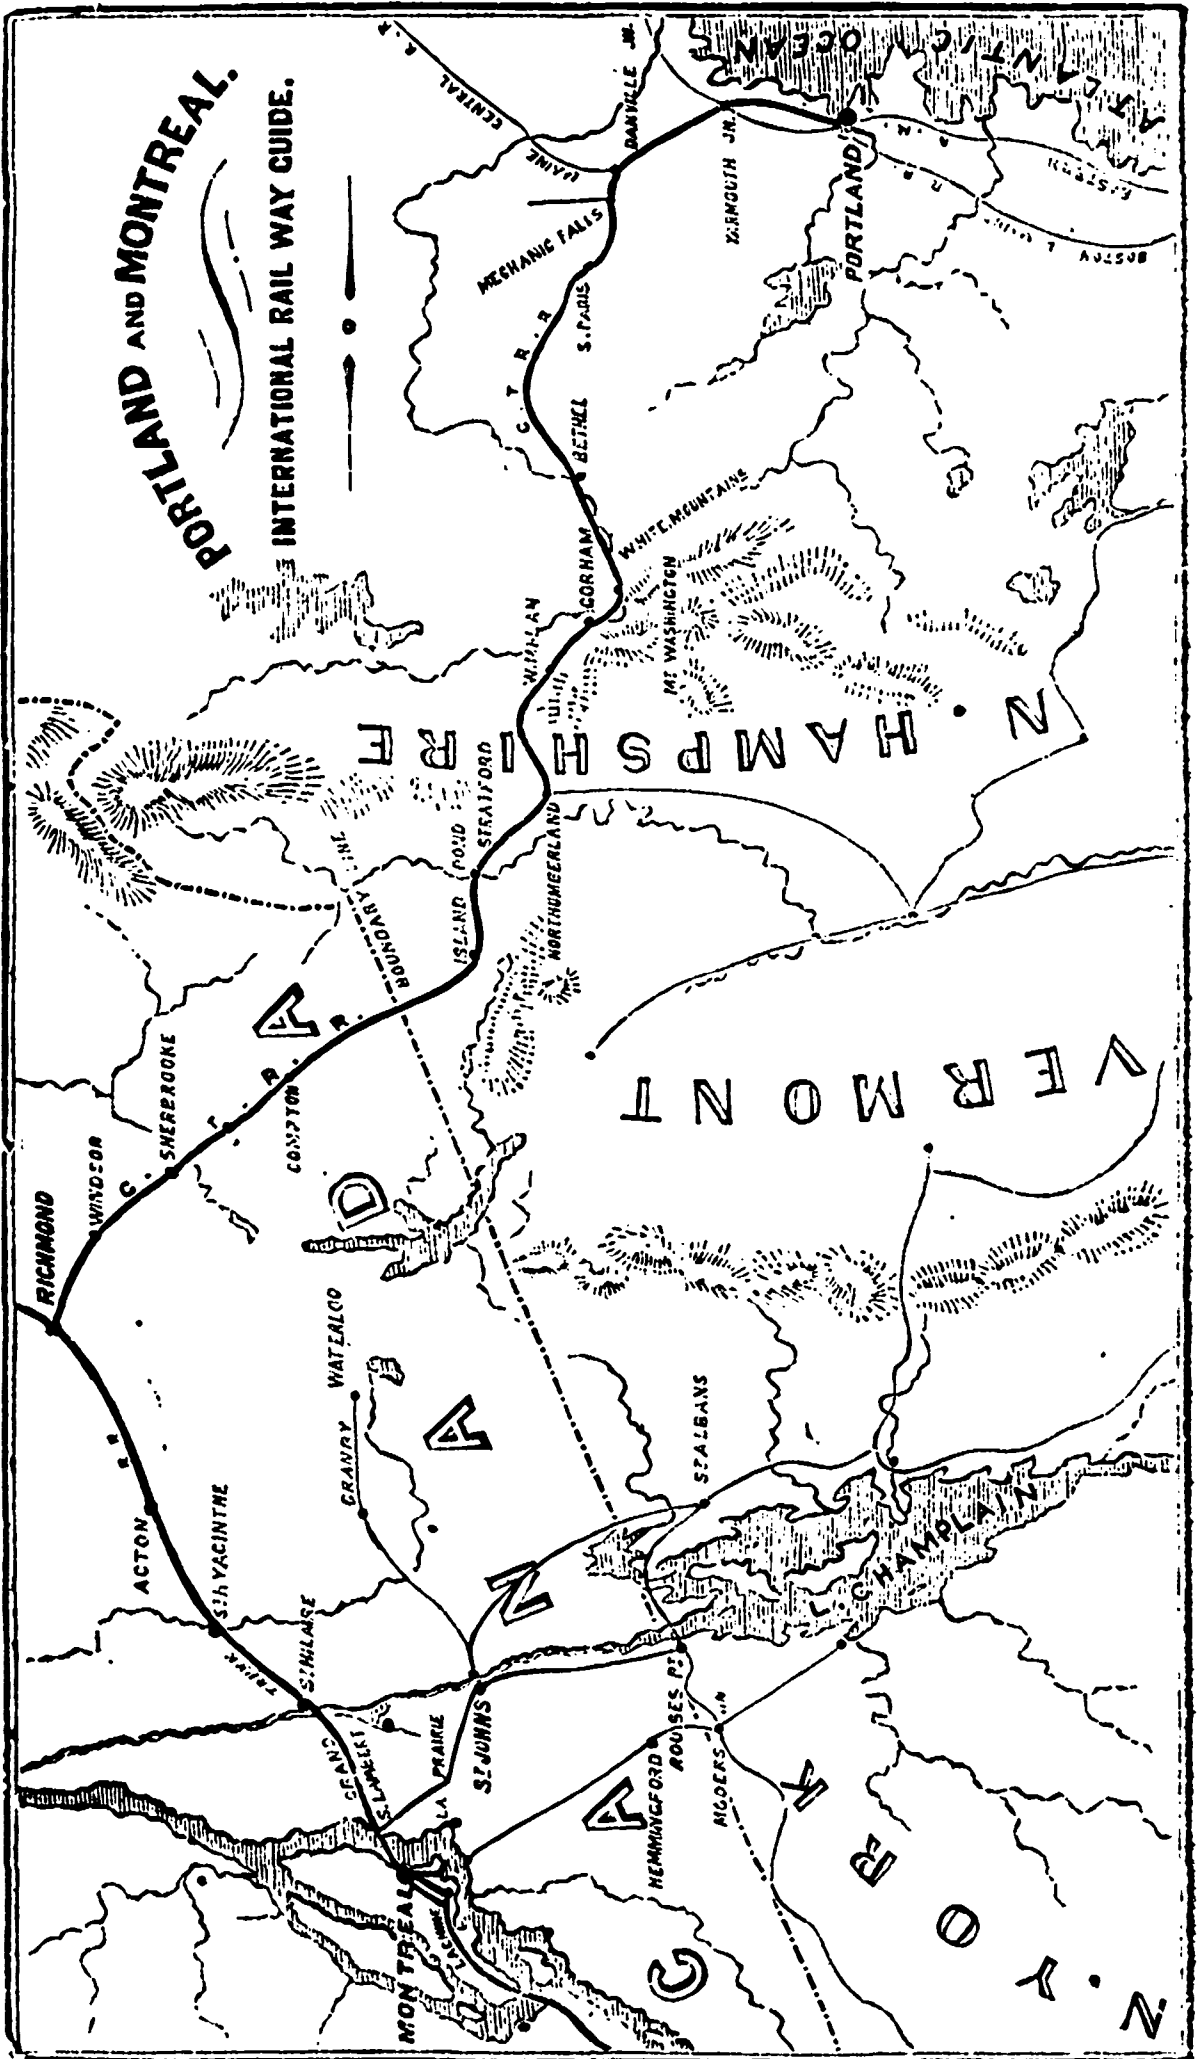 PORTLAND AND MONTREAL.
INTERNATIONAL RAIL WAY GUIDE.
ATLANTIC OCEAN
MAINE CENTRAL R. R.
DANVILLE JN.
YARMOUTH JN.
PORTLAND
EASTERN R. R.
BOSTON
MECHANIC FALLS
S. PARIS
G. T. R. R
BETHEL
GORHAM
WHITE MOUNTAINS
MT WASHINGTON
N. HAMPSHIRE
STRATFORD
NORTHUMBERLAND
ISLAND POND
BOUNDARY LINE
VERMONT
CANADA
G. T. R. R.
COMPTON
SHERBROOKE
WINDSOR
RICHMOND
R R
ACTON
ST HYACINTHE
ST HILAIRE
GRAND TRUNK
WATERLOO
GRANBY
ST ALBANS
L. CHAMPLAIN
S. LAMBERT
LA PRAIRIE
ST JOHNS
ROUSES PT
HEMMINGFORD
MOOERS JN
MONTREAL
LACHINE
N. YORK